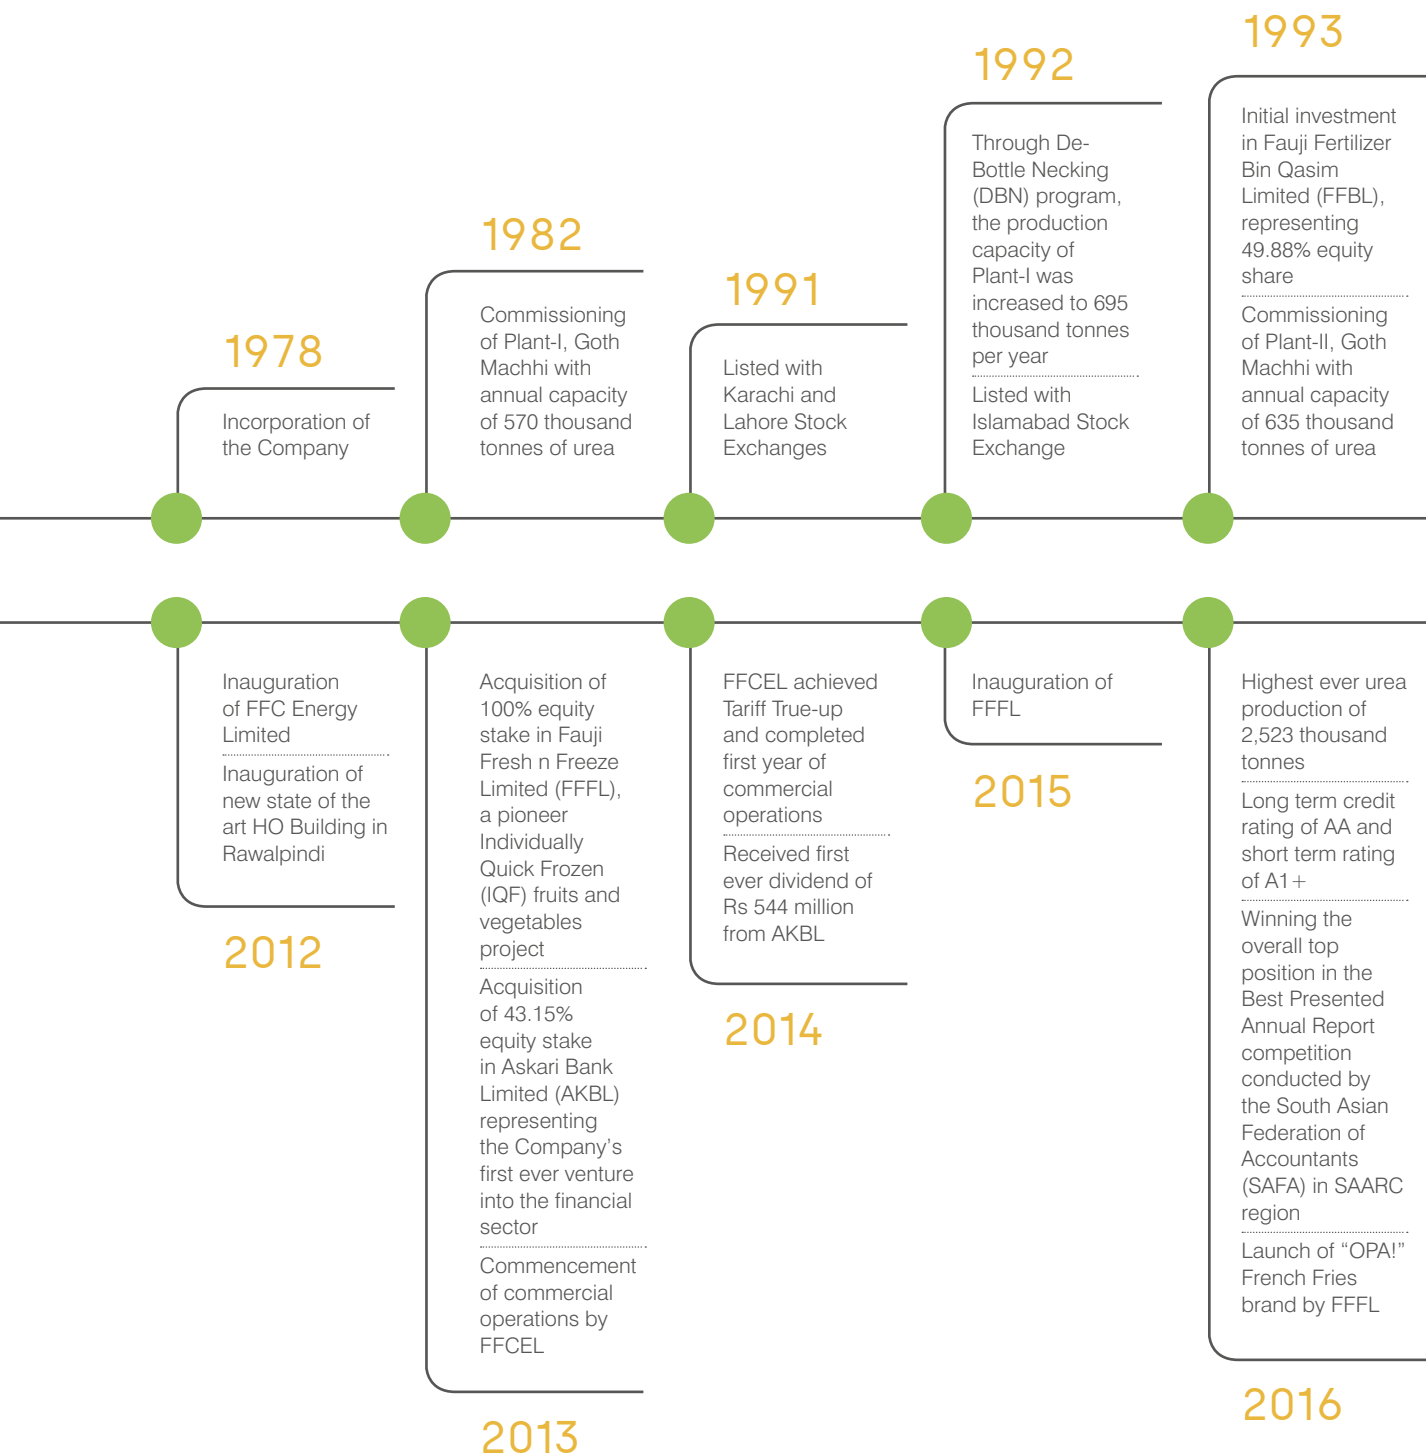 1978
Incorporation of
the Company
1982
Commissioning
of Plant-I, Goth
Machhi with
annual capacity
of 570 thousand
tonnes of urea
1991
Listed with
Karachi and
Lahore Stock
Exchanges
1992
Through De-
Bottle Necking
(DBN) program,
the production
capacity of
Plant-I was
increased to 695
thousand tonnes
per year
Listed with
Islamabad Stock
Exchange
1993
Initial investment
in Fauji Fertilizer
Bin Qasim
Limited (FFBL),
representing
49.88% equity
share
Commissioning
of Plant-II, Goth
Machhi with
annual capacity
of 635 thousand
tonnes of urea
Inauguration
of FFC Energy
Limited
Inauguration of
new state of the
art HO Building in
Rawalpindi
2012
Acquisition of
100% equity
stake in Fauji
Fresh n Freeze
Limited (FFFL),
a pioneer
Individually
Quick Frozen
(IQF) fruits and
vegetables
project
Acquisition
of 43.15%
equity stake
in Askari Bank
Limited (AKBL)
representing
the Company’s
first ever venture
into the financial
sector
Commencement
of commercial
operations by
FFCEL
2013
FFCEL achieved
Tariff True-up
and completed
first year of
commercial
operations
Received first
ever dividend of
Rs 544 million
from AKBL
2014
Inauguration of
FFFL
2015
Highest ever urea
production of
2,523 thousand
tonnes
Long term credit
rating of AA and
short term rating
of A1+
Winning the
overall top
position in the
Best Presented
Annual Report
competition
conducted by
the South Asian
Federation of
Accountants
(SAFA) in SAARC
region
Launch of “OPA!”
French Fries
brand by FFFL
2016